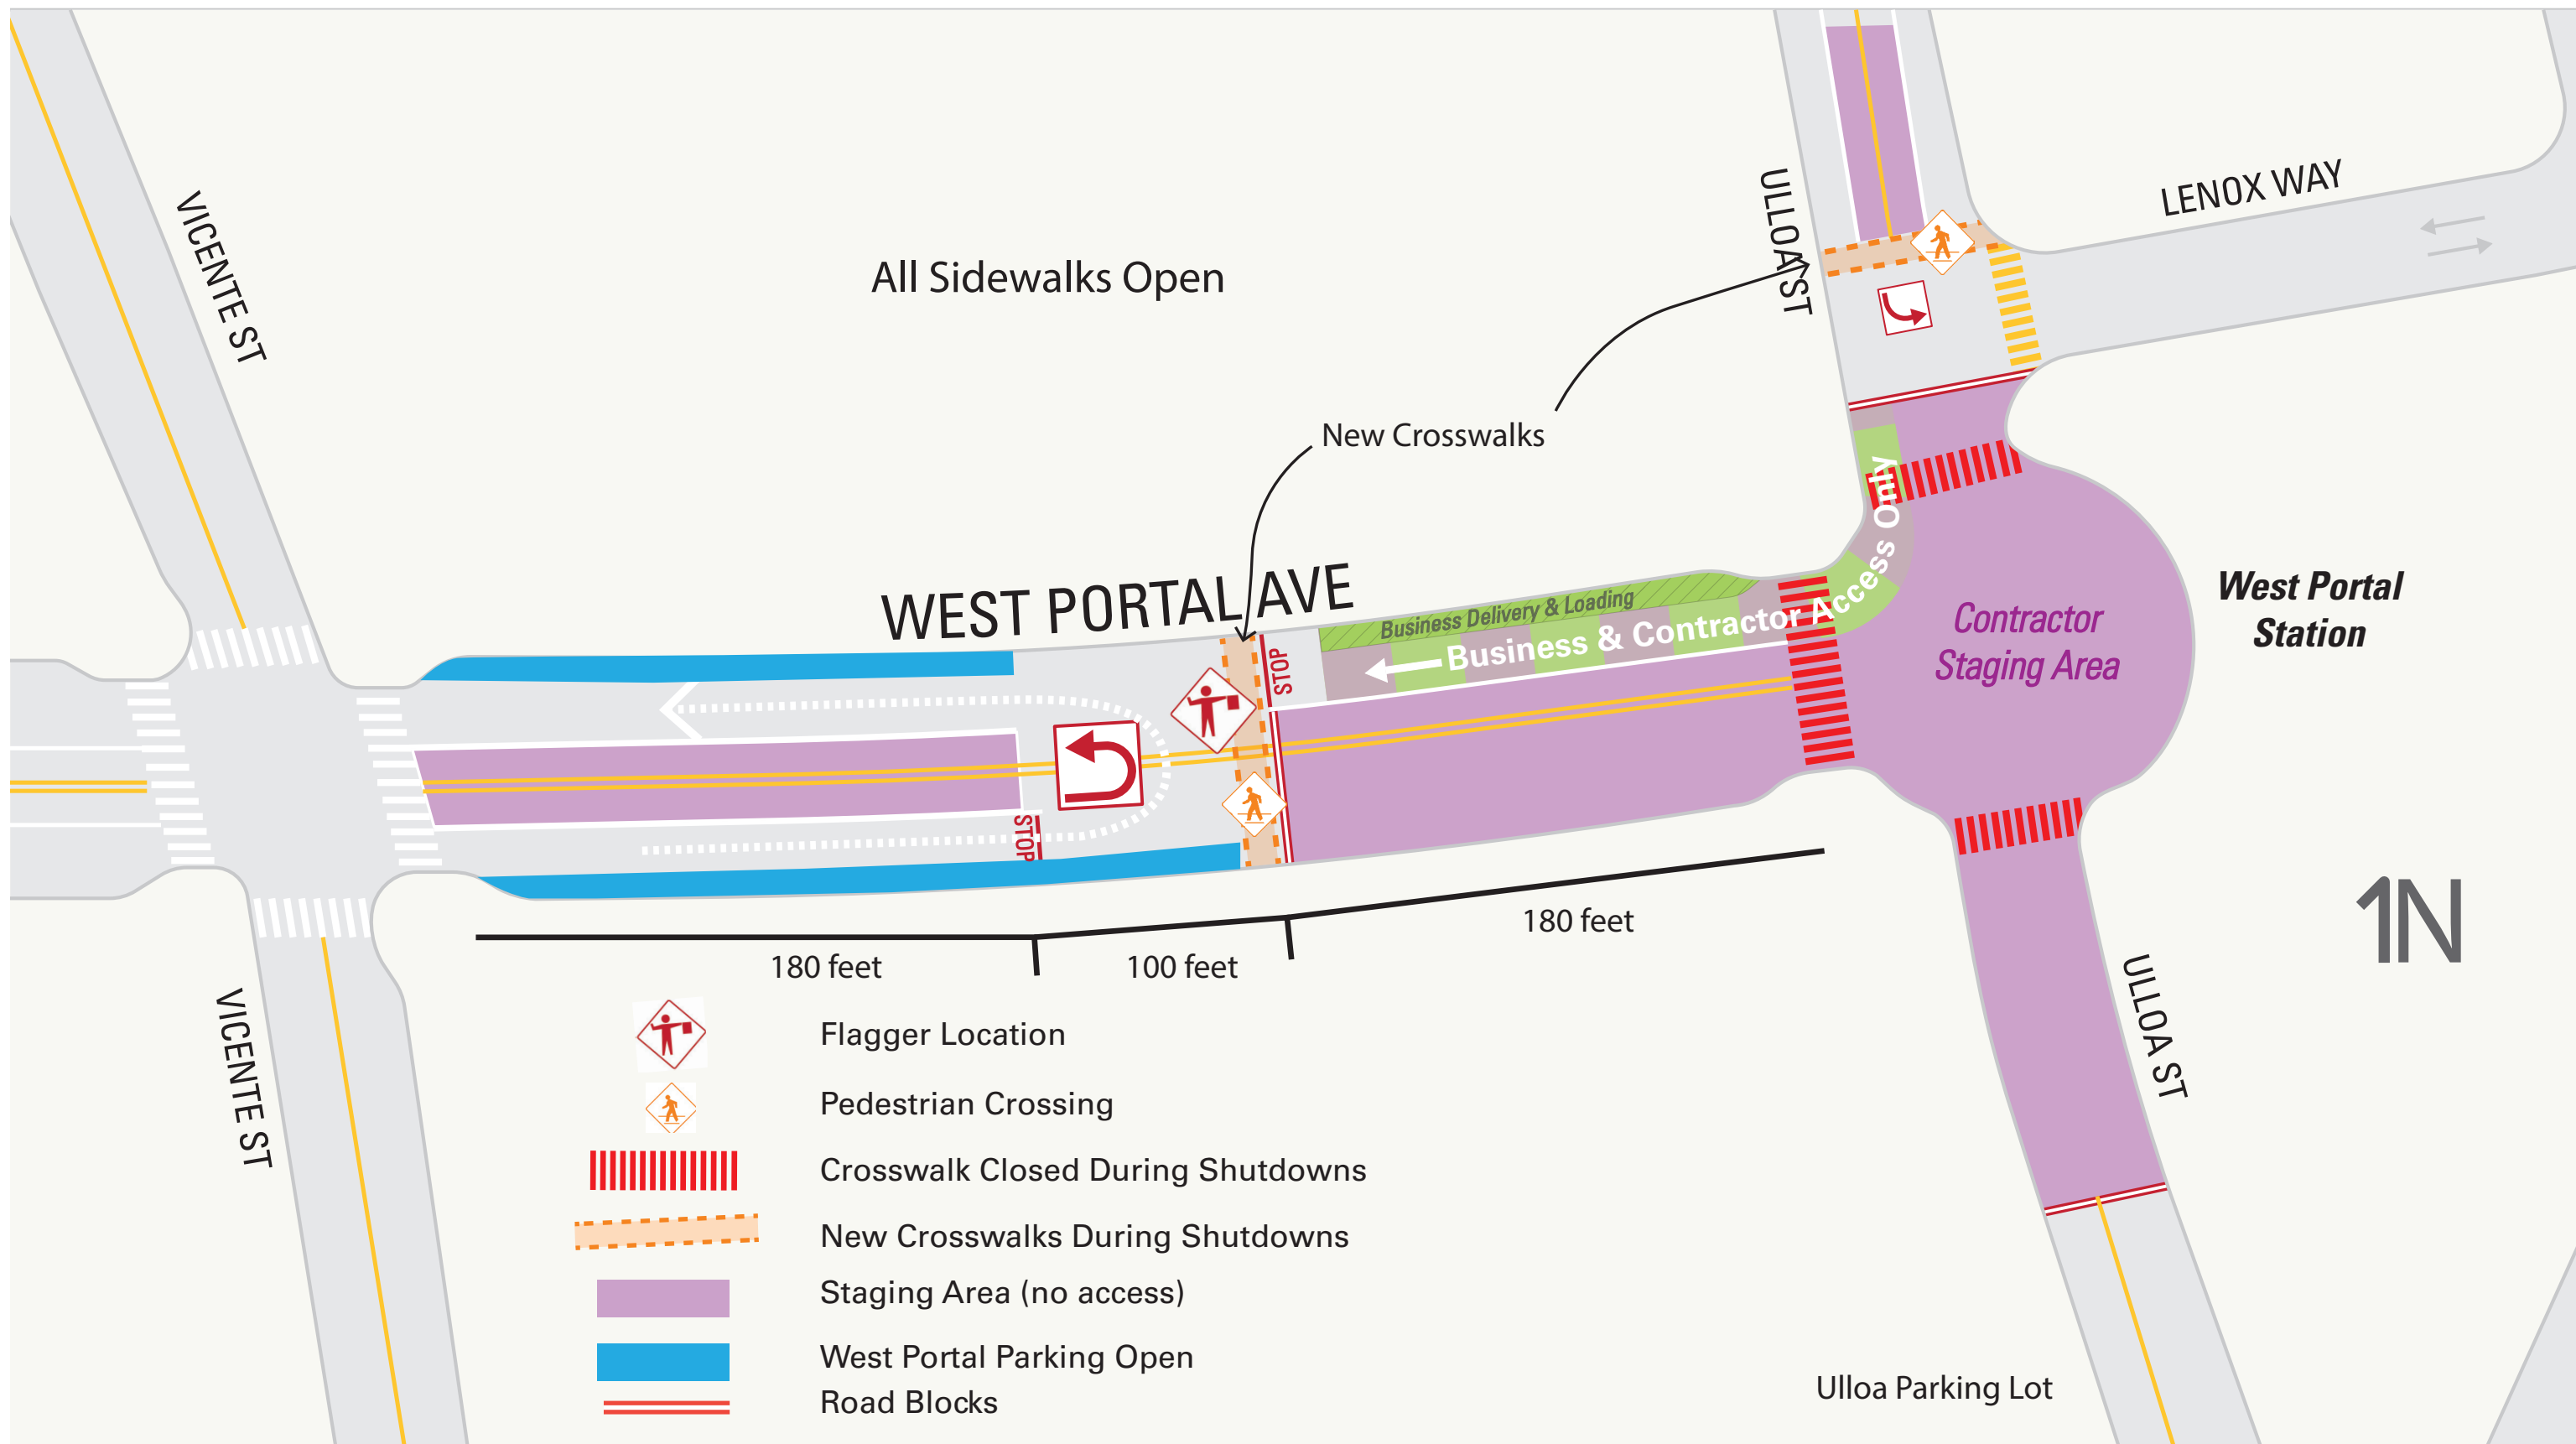 VICENTE ST
All Sidewalks Open
ULLOA ST
LENOX WAY
New Crosswalks
WEST PORTAL AVE
STOP
Business Delivery & Loading
Business & Contractor Access Only
Contractor
Staging Area
West Portal
Station
STOP
180 feet
100 feet
180 feet
1N
VICENTE ST
ULLOA ST
Flagger Location
Pedestrian Crossing
Crosswalk Closed During Shutdowns
New Crosswalks During Shutdowns
Staging Area (no access)
West Portal Parking Open
Road Blocks
Ulloa Parking Lot